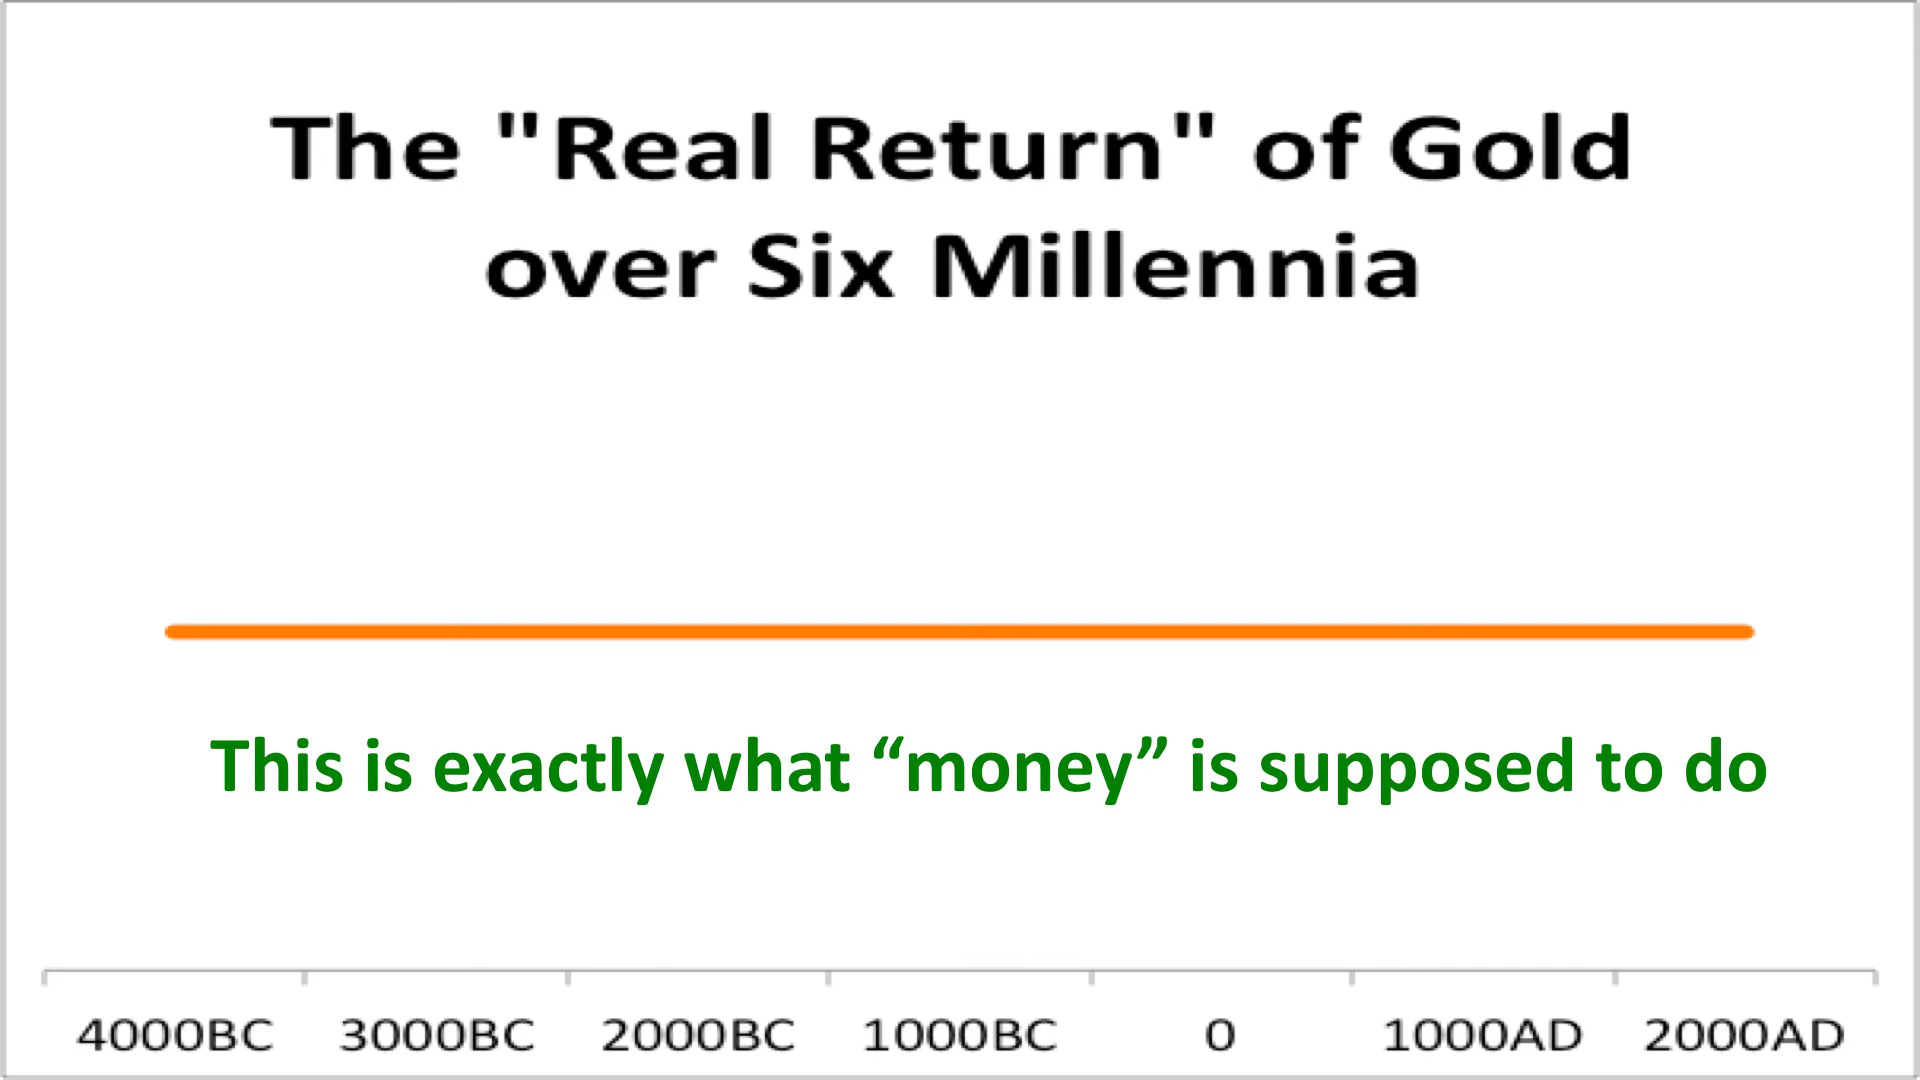 The "Real Return" of Gold
over Six Millennia
This is exactly what “money” is supposed to do
4000BC 3000BC 2000BC 1000BC 0 1000AD 2000AD